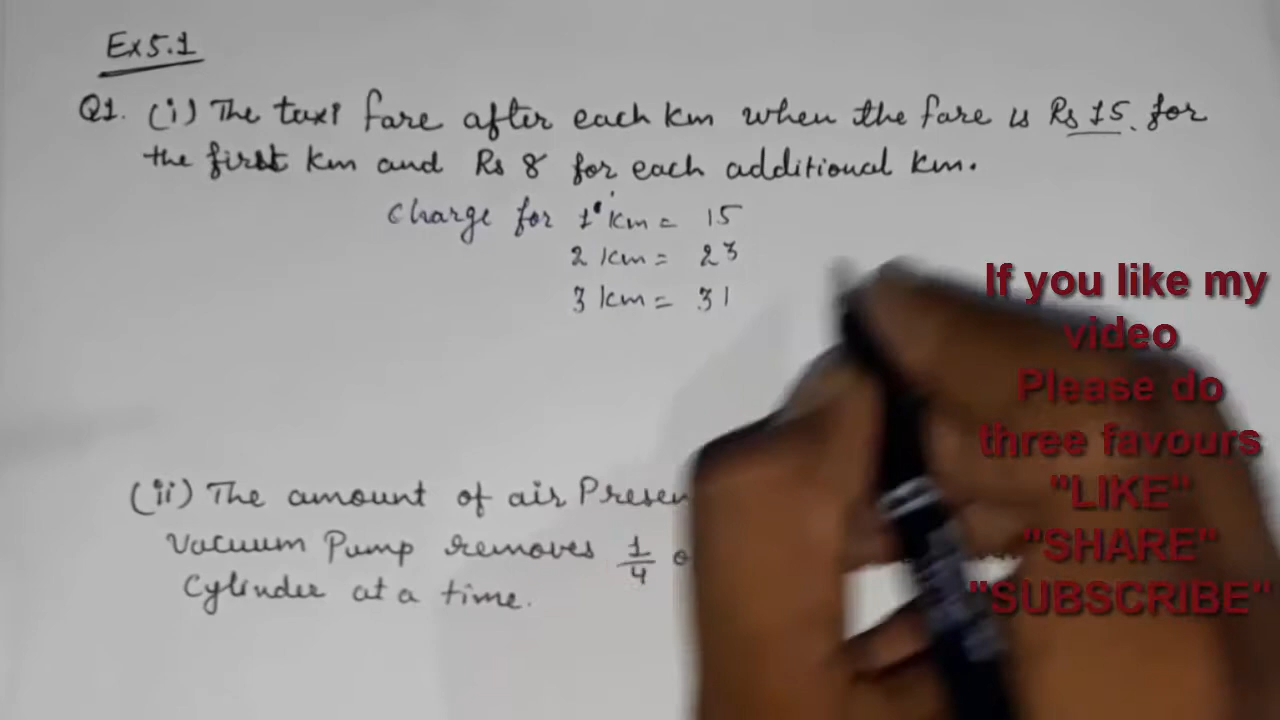 Ex5.1
Q1. (i) The taxi fare after each km when the fare is Rs 15. for
the first km and Rs 8 for each additional km.
Charge for 1 km = 15
2 km = 23
3 km = 31
(ii) The amount of air
Vacuum Pump removes 1/4
Cylinder at a time.
If you like my
video
Please do
three favours
"LIKE"
"SHARE"
"SUBSCRIBE"